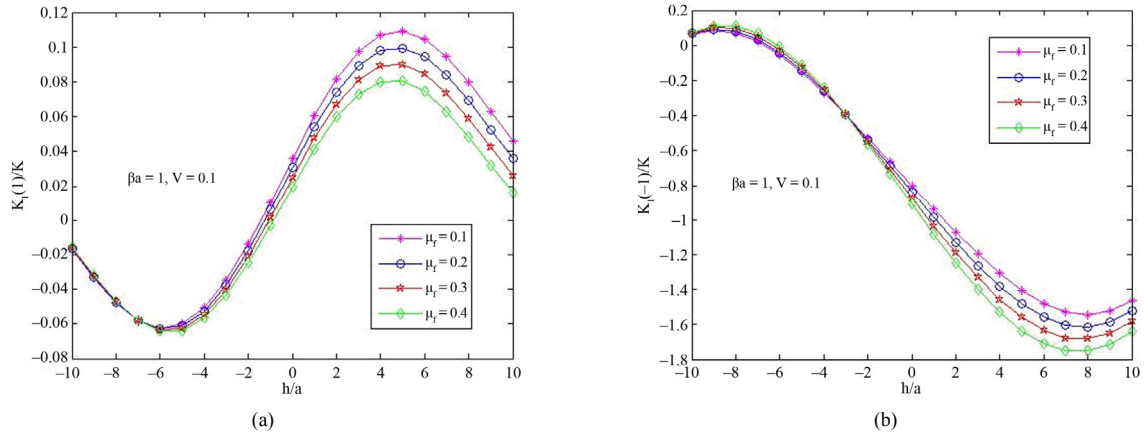 0.12
0.10
0.08
0.06
0.04
0.02
0
–0.02
–0.04
–0.06
–0.08
K_I(1)/K
βa = 1, V = 0.1
μ_f = 0.1
μ_f = 0.2
μ_f = 0.3
μ_f = 0.4
–10 –8 –6 –4 –2 0 2 4 6 8 10
h/a
(a)
0.2
0
–0.2
–0.4
–0.6
–0.8
–1
–1.2
–1.4
–1.6
–1.8
K_I(–1)/K
μ_f = 0.1
μ_f = 0.2
μ_f = 0.3
μ_f = 0.4
βa = 1, V = 0.1
–10 –8 –6 –4 –2 0 2 4 6 8 10
h/a
(b)